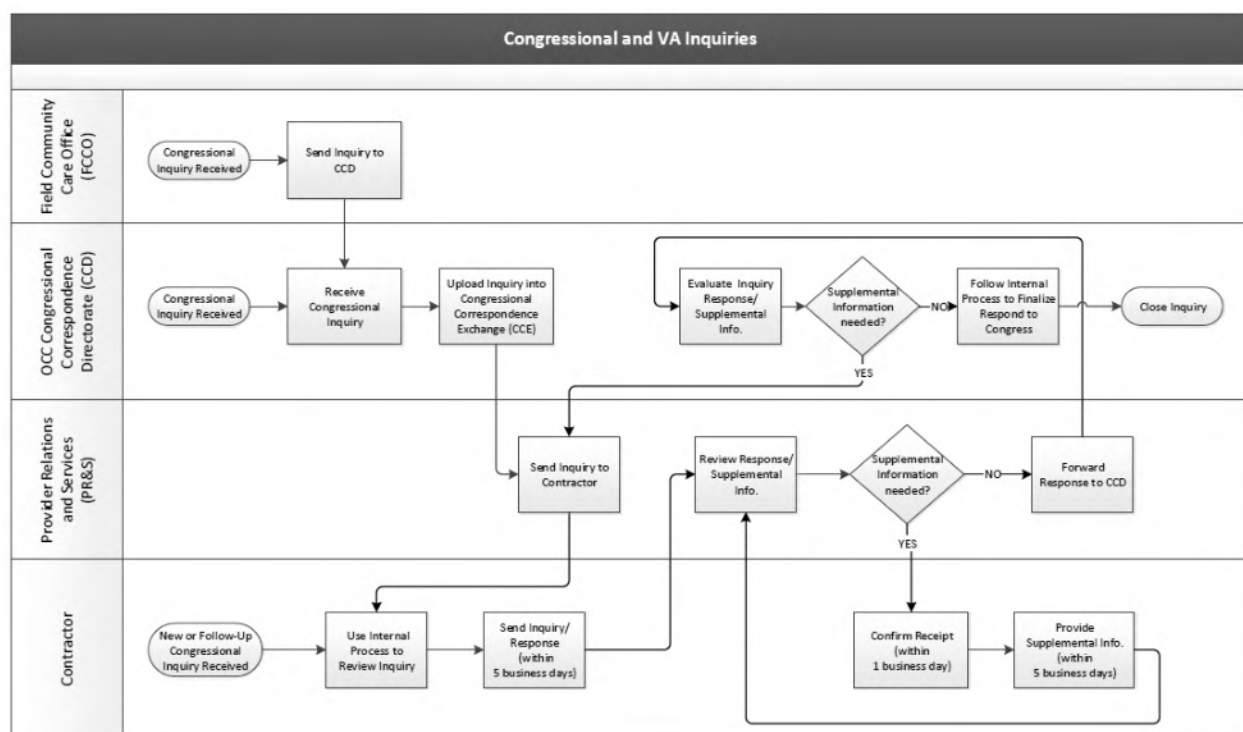 Congressional and VA Inquiries
Field Community
Care Office
(FCCO)
Congressional
Inquiry Received
Send Inquiry to
CCD
OCC Congressional
Correspondence
Directorate (CCD)
Congressional
Inquiry Received
Receive
Congressional
Inquiry
Upload Inquiry into
Congressional
Correspondence
Exchange (CCE)
Evaluate Inquiry
Response/
Supplemental
Info.
Supplemental
Information
needed?
NO
YES
Follow Internal
Process to Finalize
Respond to
Congress
Close Inquiry
Provider Relations
and Services
(PR&S)
Send Inquiry to
Contractor
Review Response/
Supplemental
Info.
Supplemental
Information
needed?
NO
YES
Forward
Response to CCD
Contractor
New or Follow-Up
Congressional
Inquiry Received
Use Internal
Process to
Review Inquiry
Send Inquiry/
Response
(within
5 business days)
Confirm Receipt
(within
1 business day)
Provide
Supplemental Info.
(within
5 business days)